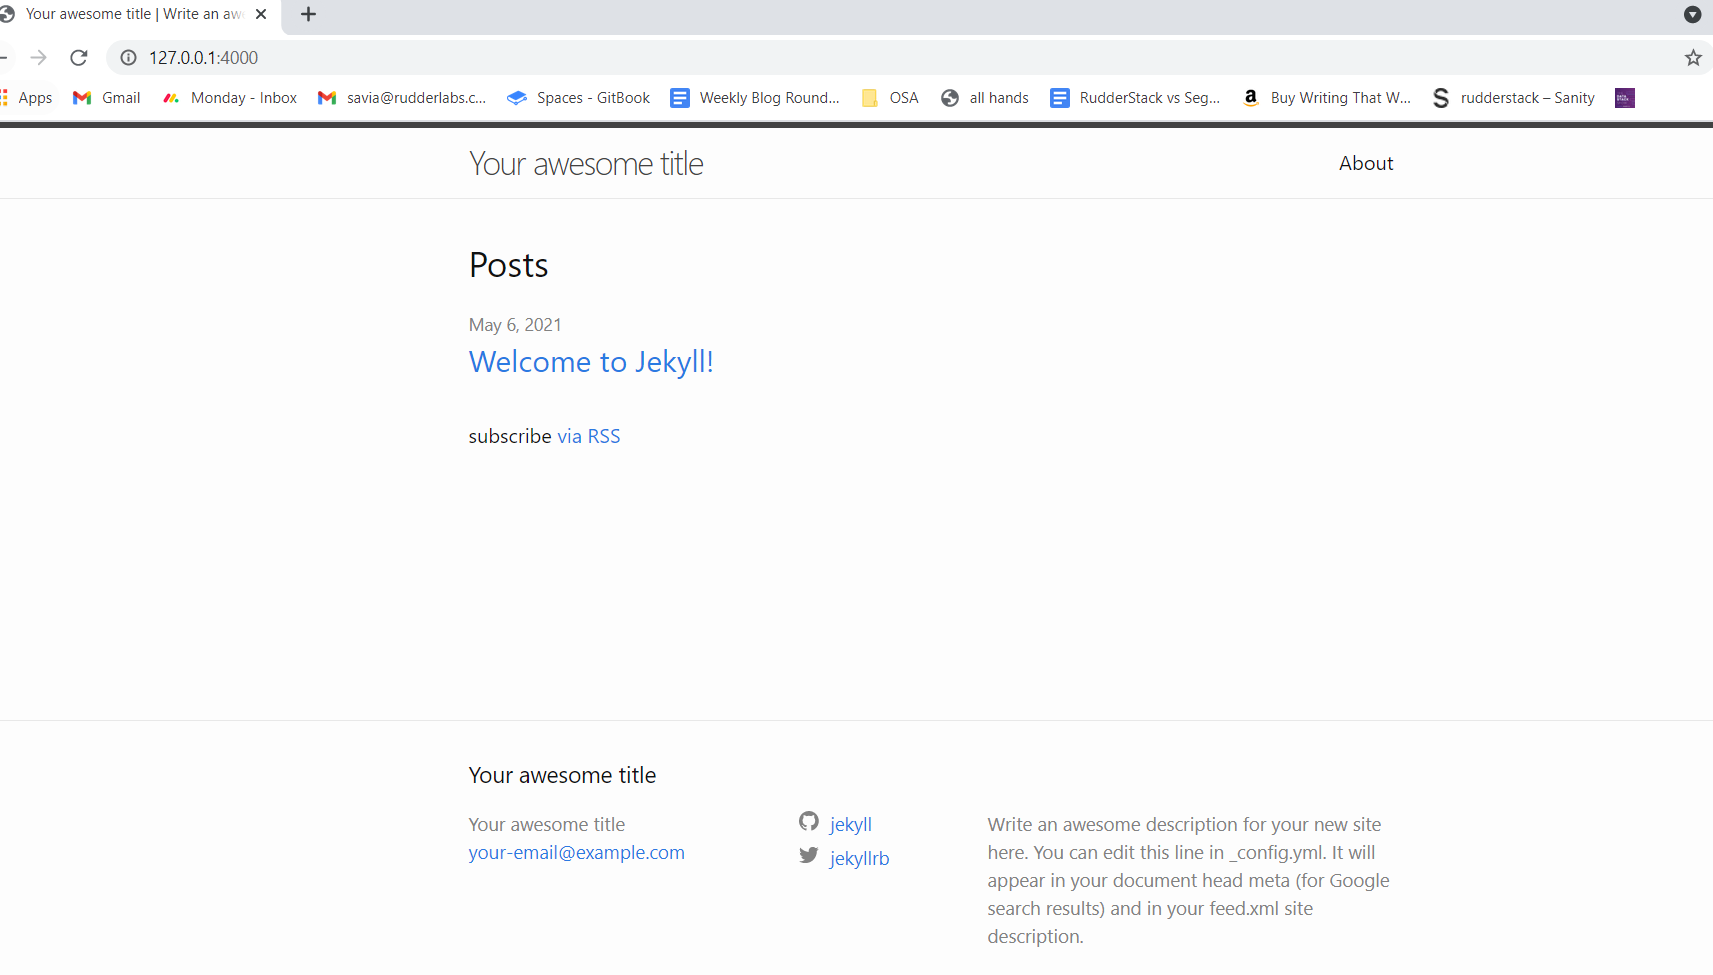 Your awesome title | Write an aw
127.0.0.1:4000
Apps Gmail Monday - Inbox savia@rudderlabs.c... Spaces - GitBook Weekly Blog Round... OSA all hands RudderStack vs Seg... Buy Writing That W... rudderstack – Sanity
Your awesome title About
Posts
May 6, 2021
Welcome to Jekyll!
subscribe via RSS
Your awesome title
Your awesome title
your-email@example.com
jekyll
jekyllrb
Write an awesome description for your new site
here. You can edit this line in _config.yml. It will
appear in your document head meta (for Google
search results) and in your feed.xml site
description.